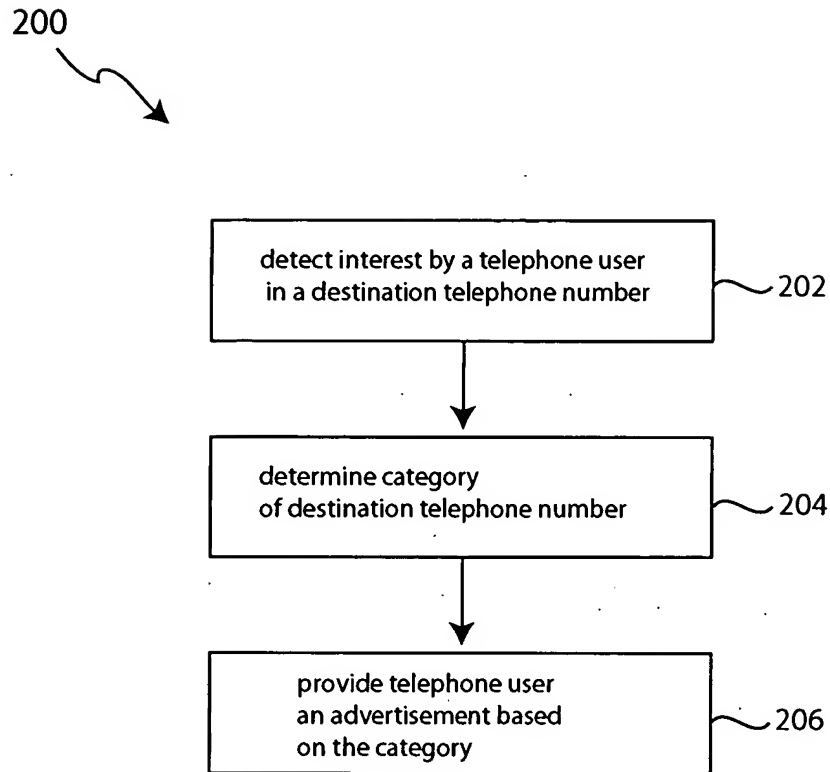 200
detect interest by a telephone user
in a destination telephone number
202
determine category
of destination telephone number
204
provide telephone user
an advertisement based
on the category
206